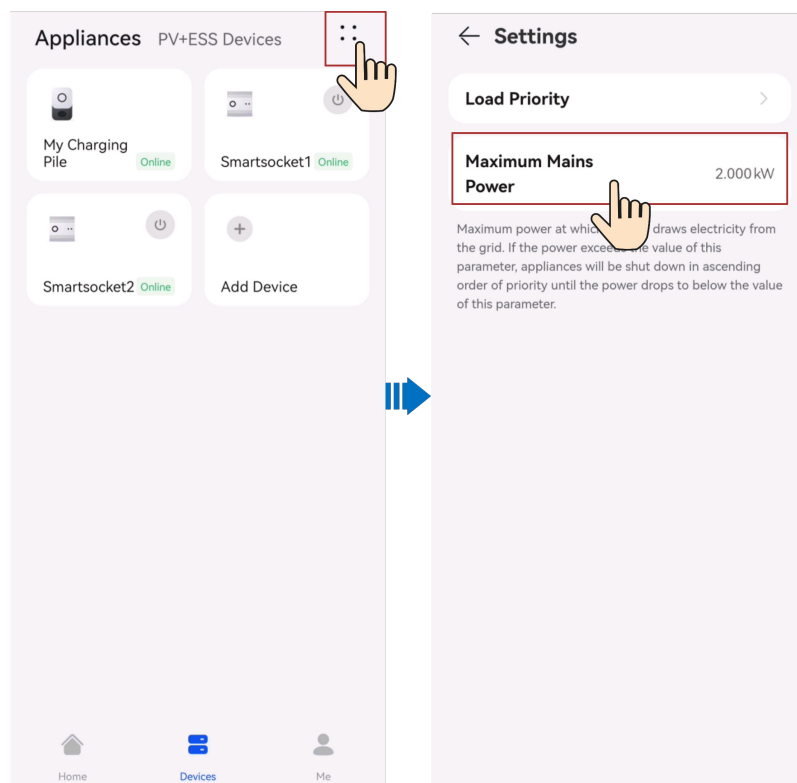 Appliances PV+ESS Devices
My Charging
Pile Online
Smartsocket1 Online
Smartsocket2 Online
Add Device
Home
Devices
Me
Settings
Load Priority
Maximum Mains
Power
2.000 kW
Maximum power at which draws electricity from
the grid. If the power exceeds the value of this
parameter, appliances will be shut down in ascending
order of priority until the power drops to below the value
of this parameter.